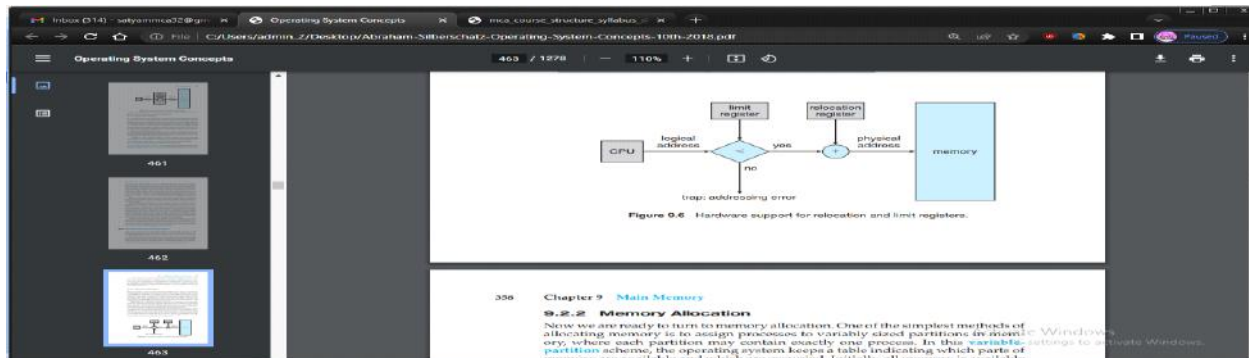 Inbox (314) - satyammca32@gm
Operating System Concepts
mca_course_structure_syllabus_
File
C:/Users/admin_2/Desktop/Abraham-Silberschatz-Operating-System-Concepts-10th-2018.pdf
Paused
Operating System Concepts
463 / 1278
110%
461
462
463
limit
register
relocation
register
CPU
logical
address
<
yes
+
physical
address
memory
no
trap: addressing error
Figure 9.6 Hardware support for relocation and limit registers.
358 Chapter 9 Main Memory
9.2.2 Memory Allocation
Now we are ready to turn to memory allocation. One of the simplest methods of
allocating memory is to assign processes to variably sized partitions in mem-
ory, where each partition may contain exactly one process. In this variable-
partition scheme, the operating system keeps a table indicating which parts of
Windows
settings to activate Windows.